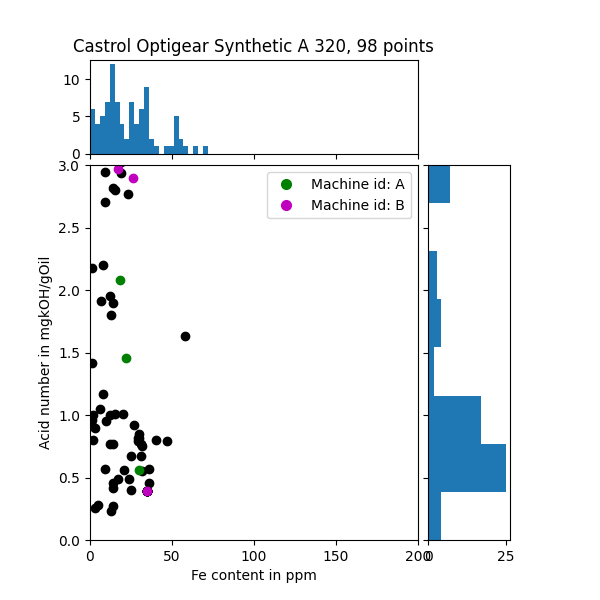 Castrol Optigear Synthetic A 320, 98 points
10
5
0
3.0
2.5
2.0
1.5
1.0
0.5
0.0
Acid number in mgkOH/gOil
Machine id: A
Machine id: B
0 50 100 150 200
0 25
Fe content in ppm